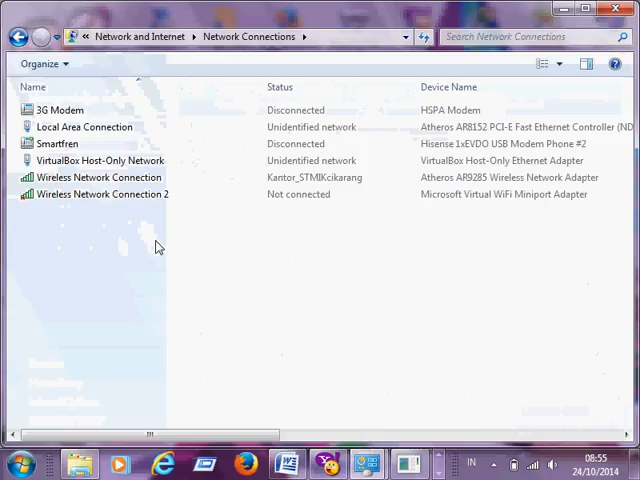 « Network and Internet ▸ Network Connections ▸
Search Network Connections
Organize
Name Status Device Name
3G Modem Disconnected HSPA Modem
Local Area Connection Unidentified network Atheros AR8152 PCI-E Fast Ethernet Controller (ND
Smartfren Disconnected Hisense 1xEVDO USB Modem Phone #2
VirtualBox Host-Only Network Unidentified network VirtualBox Host-Only Ethernet Adapter
Wireless Network Connection Kantor_STMIKcikarang Atheros AR9285 Wireless Network Adapter
Wireless Network Connection 2 Not connected Microsoft Virtual WiFi Miniport Adapter
IN
08:55
24/10/2014